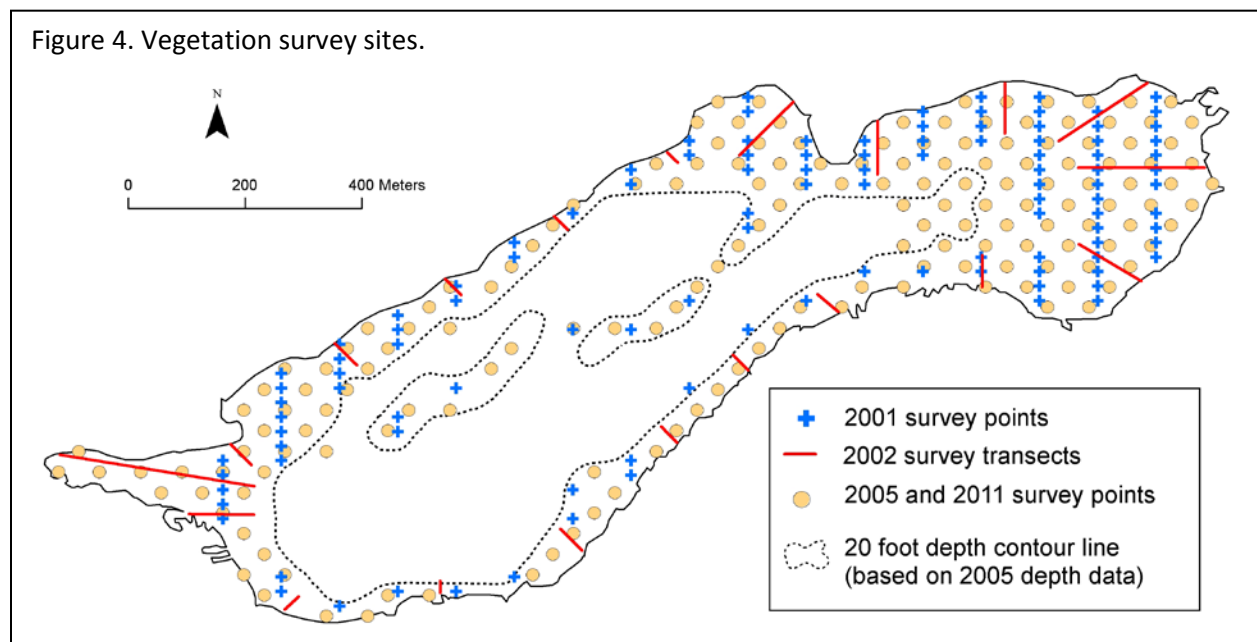 Figure 4. Vegetation survey sites.
N
0 200 400 Meters
2001 survey points
2002 survey transects
2005 and 2011 survey points
20 foot depth contour line
(based on 2005 depth data)